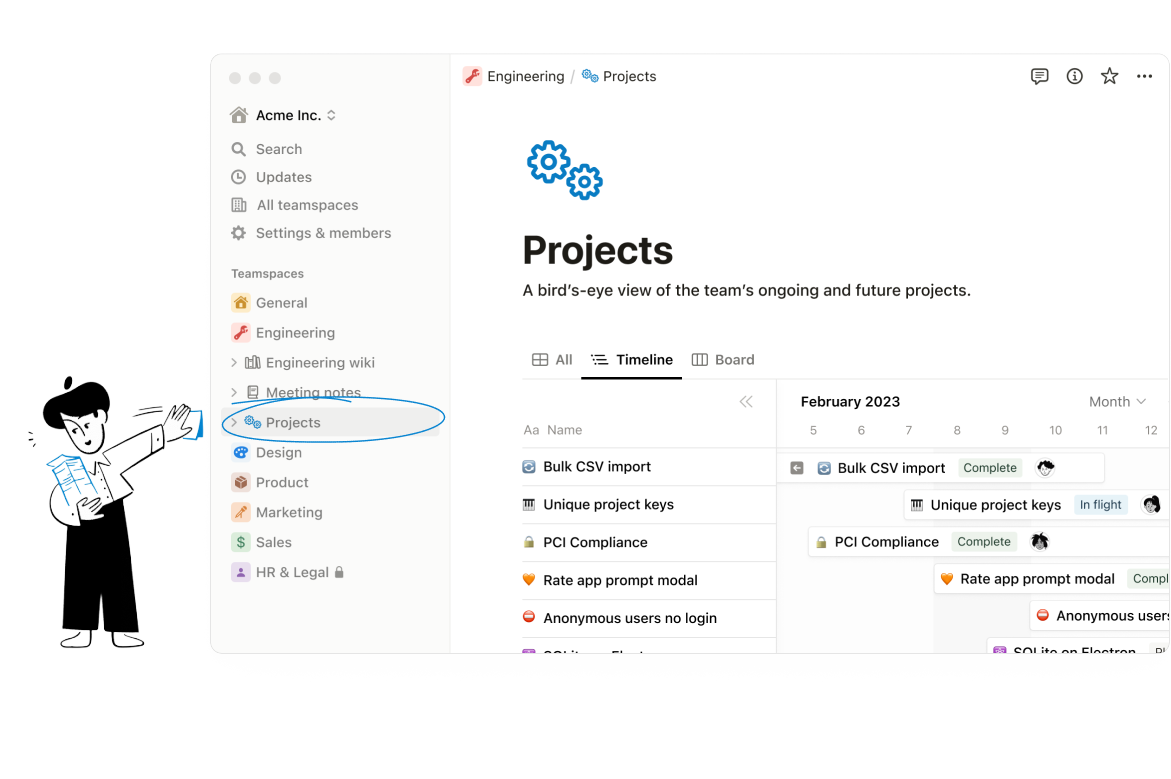 Acme Inc.
Search
Updates
All teamspaces
Settings & members
Teamspaces
General
Engineering
Engineering wiki
Meeting notes
Projects
Design
Product
Marketing
$ Sales
HR & Legal
Engineering / Projects
Projects
A bird’s-eye view of the team’s ongoing and future projects.
All Timeline Board
Aa Name
Bulk CSV import
Unique project keys
PCI Compliance
Rate app prompt modal
Anonymous users no login
SQLite on Elect
February 2023 Month
5 6 7 8 9 10 11 12
Bulk CSV import Complete
Unique project keys In flight
PCI Compliance Complete
Rate app prompt modal Compl
Anonymous users
SQLite on Electron